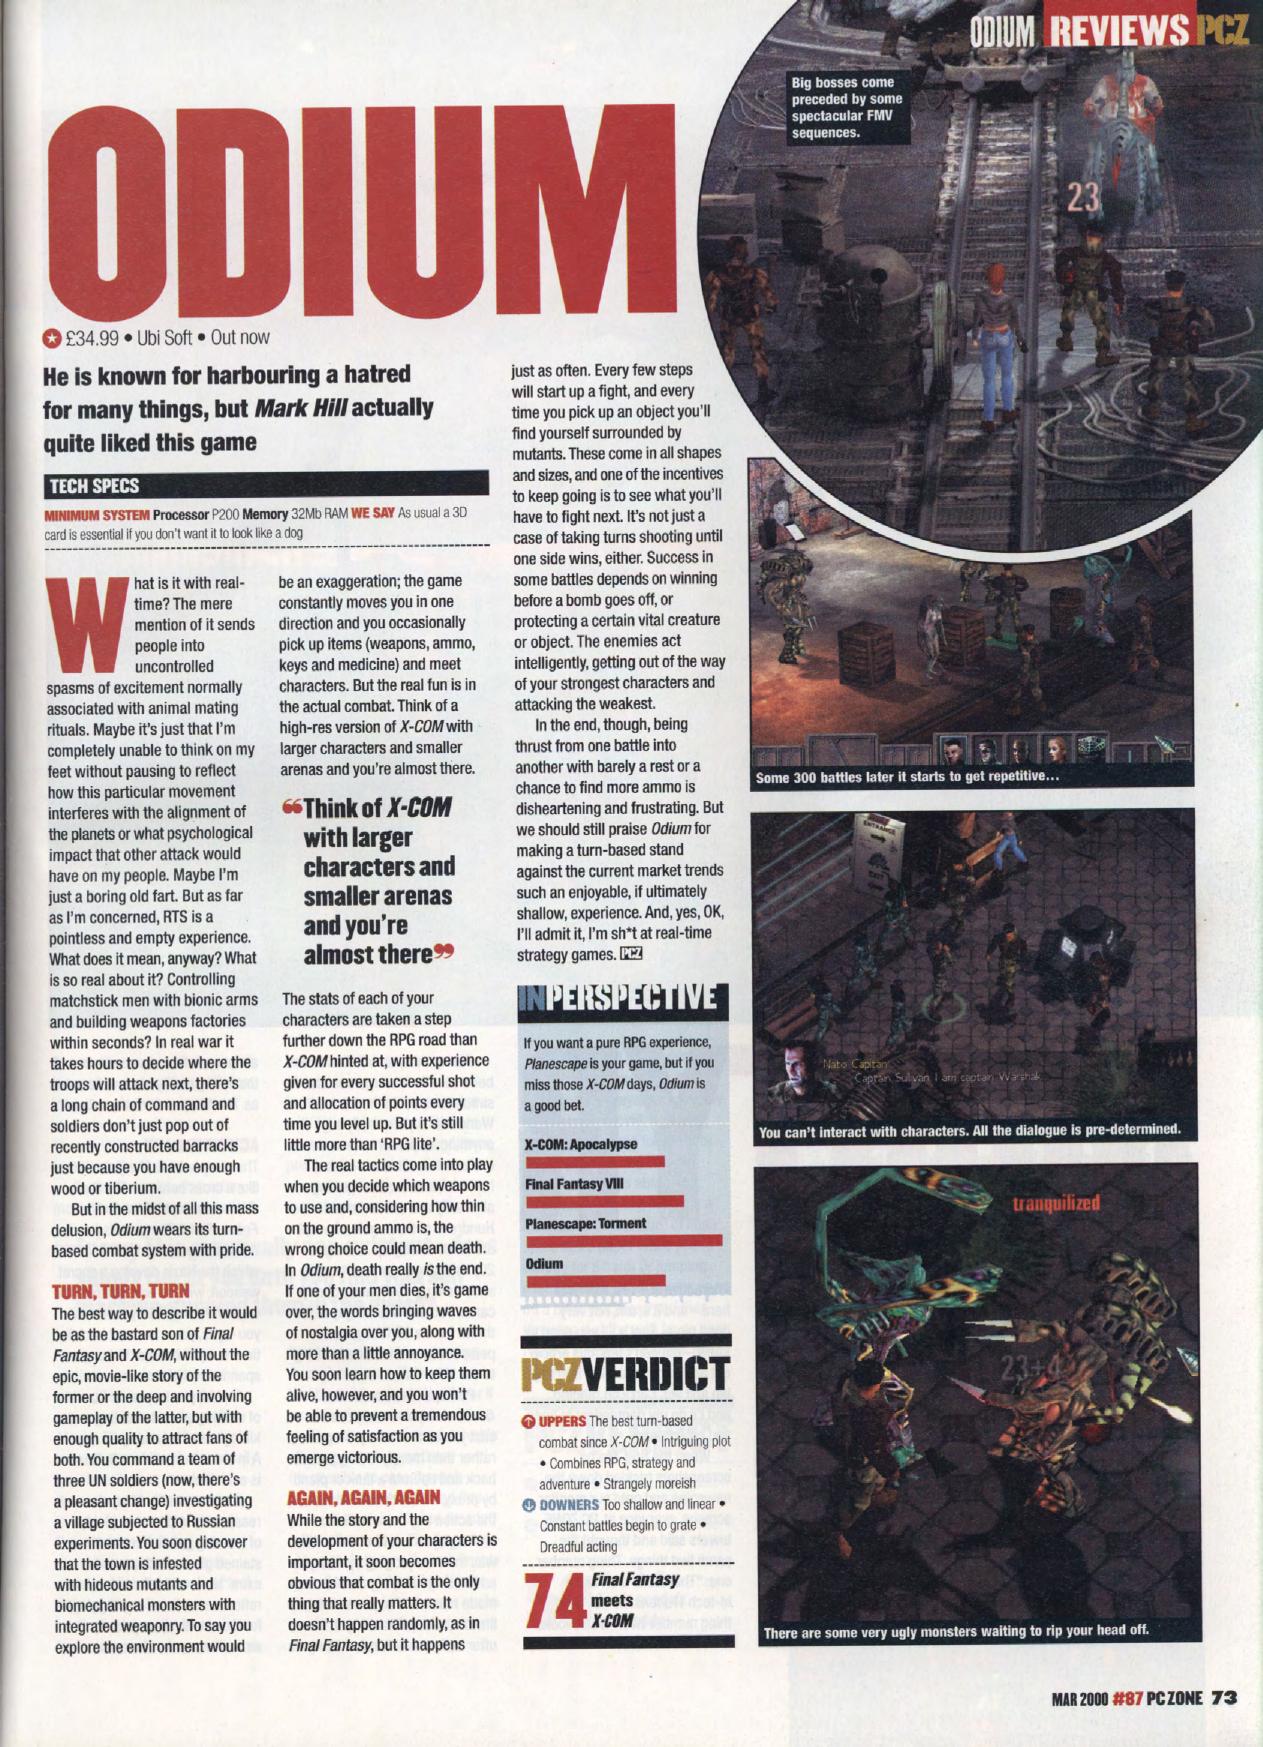 ODIUM REVIEWS PCZ
Big bosses come
preceded by some
spectacular FMV
sequences.
23
ODIUM
£34.99 • Ubi Soft • Out now
He is known for harbouring a hatred
for many things, but Mark Hill actually
quite liked this game
TECH SPECS
MINIMUM SYSTEM Processor P200 Memory 32Mb RAM WE SAY As usual a 3D
card is essential if you don't want it to look like a dog
What is it with real-
time? The mere
mention of it sends
people into
uncontrolled
spasms of excitement normally
associated with animal mating
rituals. Maybe it's just that I'm
completely unable to think on my
feet without pausing to reflect
how this particular movement
interferes with the alignment of
the planets or what psychological
impact that other attack would
have on my people. Maybe I'm
just a boring old fart. But as far
as I'm concerned, RTS is a
pointless and empty experience.
What does it mean, anyway? What
is so real about it? Controlling
matchstick men with bionic arms
and building weapons factories
within seconds? In real war it
takes hours to decide where the
troops will attack next, there's
a long chain of command and
soldiers don't just pop out of
recently constructed barracks
just because you have enough
wood or tiberium.
But in the midst of all this mass
delusion, Odium wears its turn-
based combat system with pride.
TURN, TURN, TURN
The best way to describe it would
be as the bastard son of Final
Fantasy and X-COM, without the
epic, movie-like story of the
former or the deep and involving
gameplay of the latter, but with
enough quality to attract fans of
both. You command a team of
three UN soldiers (now, there's
a pleasant change) investigating
a village subjected to Russian
experiments. You soon discover
that the town is infested
with hideous mutants and
biomechanical monsters with
integrated weaponry. To say you
explore the environment would
be an exaggeration; the game
constantly moves you in one
direction and you occasionally
pick up items (weapons, ammo,
keys and medicine) and meet
characters. But the real fun is in
the actual combat. Think of a
high-res version of X-COM with
larger characters and smaller
arenas and you're almost there.
“Think of X-COM
with larger
characters and
smaller arenas
and you're
almost there”
The stats of each of your
characters are taken a step
further down the RPG road than
X-COM hinted at, with experience
given for every successful shot
and allocation of points every
time you level up. But it's still
little more than 'RPG lite'.
The real tactics come into play
when you decide which weapons
to use and, considering how thin
on the ground ammo is, the
wrong choice could mean death.
In Odium, death really is the end.
If one of your men dies, it's game
over, the words bringing waves
of nostalgia over you, along with
more than a little annoyance.
You soon learn how to keep them
alive, however, and you won't
be able to prevent a tremendous
feeling of satisfaction as you
emerge victorious.
AGAIN, AGAIN, AGAIN
While the story and the
development of your characters is
important, it soon becomes
obvious that combat is the only
thing that really matters. It
doesn't happen randomly, as in
Final Fantasy, but it happens
just as often. Every few steps
will start up a fight, and every
time you pick up an object you'll
find yourself surrounded by
mutants. These come in all shapes
and sizes, and one of the incentives
to keep going is to see what you'll
have to fight next. It's not just a
case of taking turns shooting until
one side wins, either. Success in
some battles depends on winning
before a bomb goes off, or
protecting a certain vital creature
or object. The enemies act
intelligently, getting out of the way
of your strongest characters and
attacking the weakest.
In the end, though, being
thrust from one battle into
another with barely a rest or a
chance to find more ammo is
disheartening and frustrating. But
we should still praise Odium for
making a turn-based stand
against the current market trends
such an enjoyable, if ultimately
shallow, experience. And, yes, OK,
I'll admit it, I'm sh*t at real-time
strategy games. PCZ
INPERSPECTIVE
If you want a pure RPG experience,
Planescape is your game, but if you
miss those X-COM days, Odium is
a good bet.
X-COM: Apocalypse
Final Fantasy VIII
Planescape: Torment
Odium
PCZVERDICT
UPPERS The best turn-based
combat since X-COM • Intriguing plot
• Combines RPG, strategy and
adventure • Strangely moreish
DOWNERS Too shallow and linear •
Constant battles begin to grate •
Dreadful acting
74 Final Fantasy
meets
X-COM
Some 300 battles later it starts to get repetitive...
ENTRANCE
EXIT
Nato Capitan
Captain Sullivan I am captain Warshak
You can't interact with characters. All the dialogue is pre-determined.
tranquilized
23+4
There are some very ugly monsters waiting to rip your head off.
MAR 2000 #87 PC ZONE 73